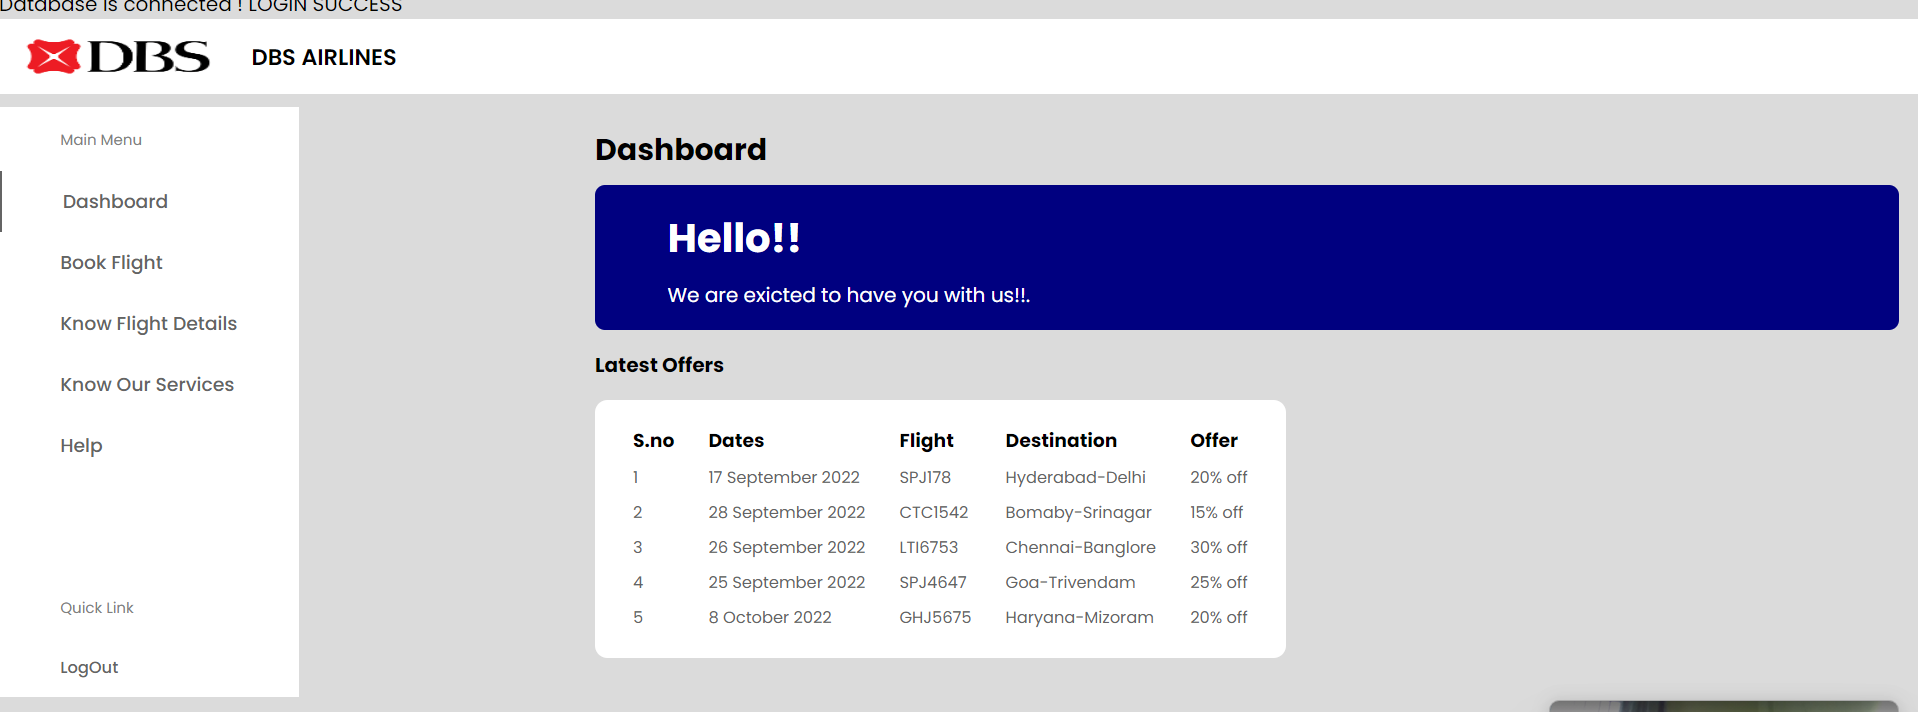 Database is connected ! LOGIN SUCCESS
DBS DBS AIRLINES
Main Menu
Dashboard
Book Flight
Know Flight Details
Know Our Services
Help
Quick Link
LogOut
Dashboard
Hello!!
We are exicted to have you with us!!.
Latest Offers
S.no Dates Flight Destination Offer
1 17 September 2022 SPJ178 Hyderabad-Delhi 20% off
2 28 September 2022 CTC1542 Bomaby-Srinagar 15% off
3 26 September 2022 LTI6753 Chennai-Banglore 30% off
4 25 September 2022 SPJ4647 Goa-Trivendam 25% off
5 8 October 2022 GHJ5675 Haryana-Mizoram 20% off